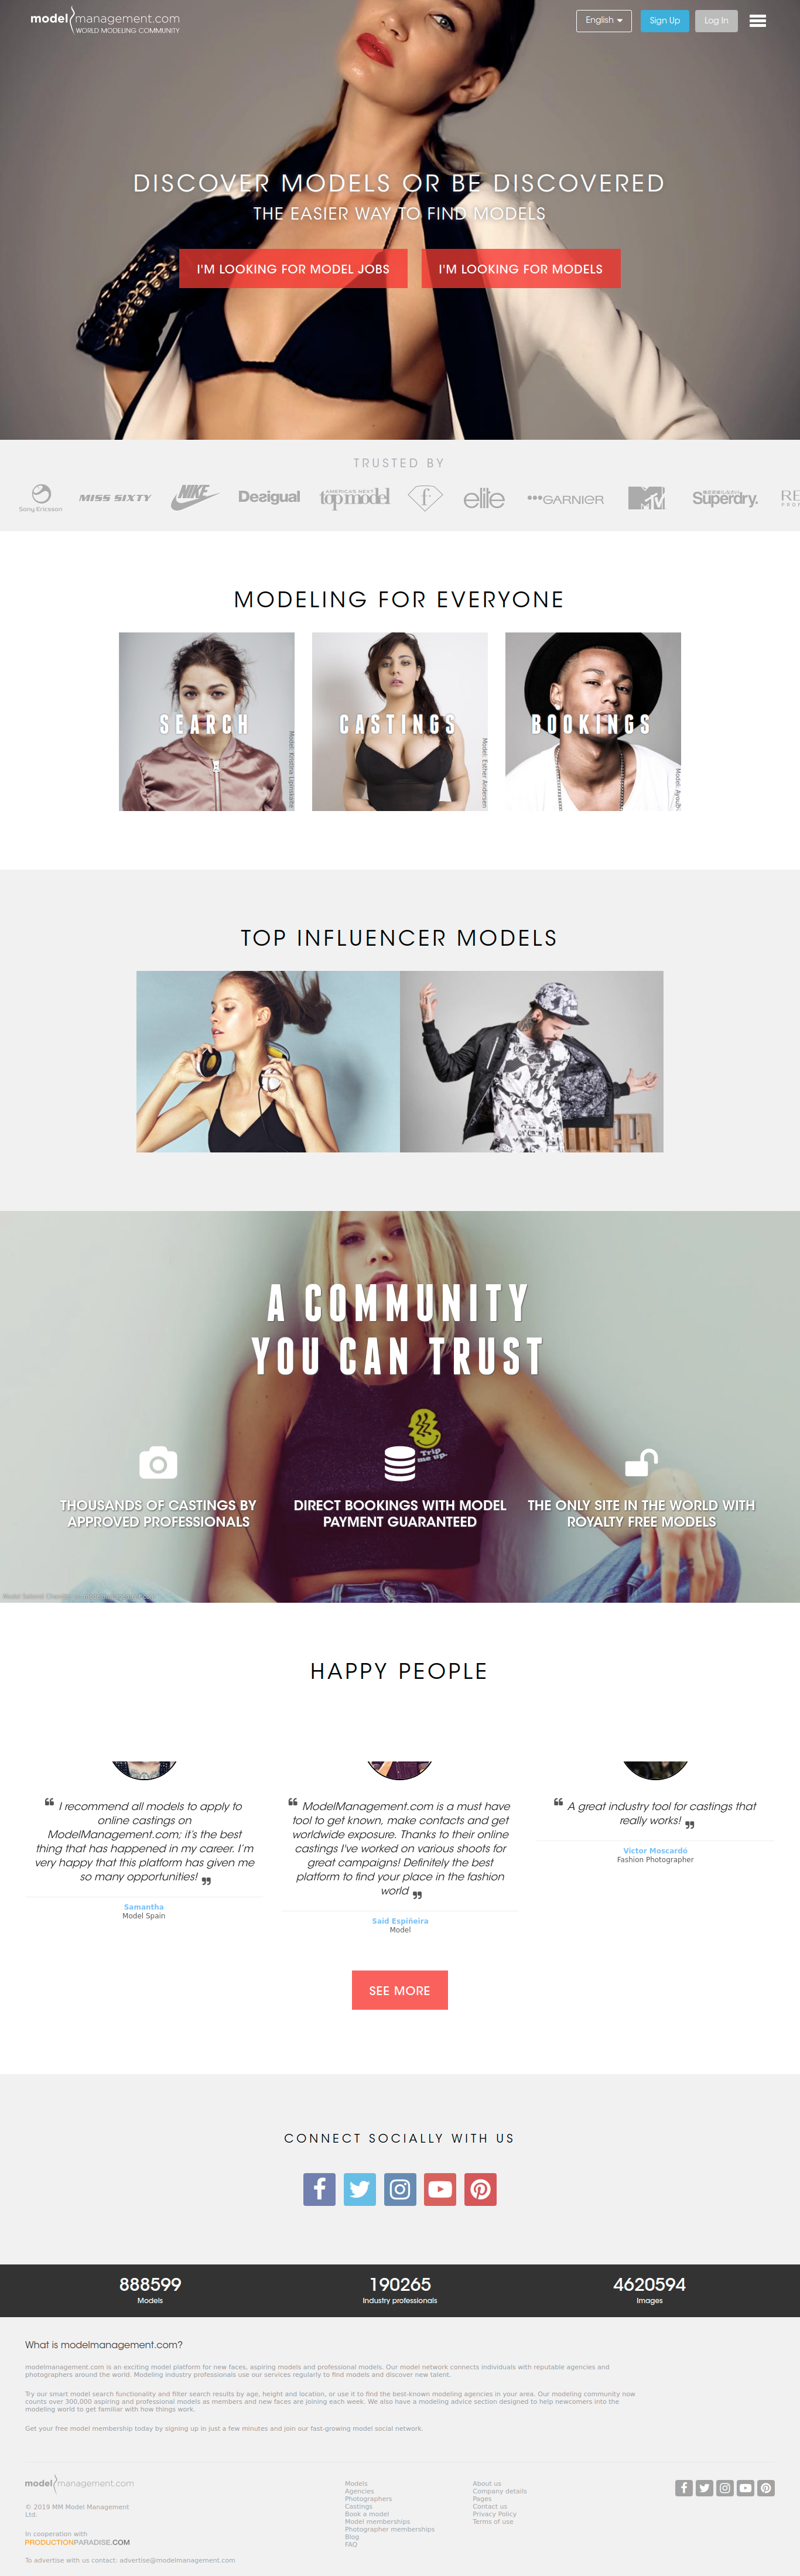 model management.com
WORLD MODELING COMMUNITY
English
Sign Up
Log In
DISCOVER MODELS OR BE DISCOVERED
THE EASIER WAY TO FIND MODELS
I'M LOOKING FOR MODEL JOBS
I'M LOOKING FOR MODELS
TRUSTED BY
Sony Ericsson
MISS SIXTY
NIKE
Desigual
AMERICA'S NEXT
top model
f
elite
GARNIER
MTV
Superdry.
MODELING FOR EVERYONE
SEARCH
Model: Kristina Lipinskaite
CASTINGS
Model: Esther Andersen
BOOKINGS
Model: Ayoub
TOP INFLUENCER MODELS
A COMMUNITY
YOU CAN TRUST
Trip
me up.
THOUSANDS OF CASTINGS BY
APPROVED PROFESSIONALS
DIRECT BOOKINGS WITH MODEL
PAYMENT GUARANTEED
THE ONLY SITE IN THE WORLD WITH
ROYALTY FREE MODELS
HAPPY PEOPLE
“ I recommend all models to apply to
online castings on
ModelManagement.com; it's the best
thing that has happened in my career. I'm
very happy that this platform has given me
so many opportunities! ”
Samantha
Model Spain
“ ModelManagement.com is a must have
tool to get known, make contacts and get
worldwide exposure. Thanks to their online
castings I've worked on various shoots for
great campaigns! Definitely the best
platform to find your place in the fashion
world ”
Said Espiñeira
Model
“ A great industry tool for castings that
really works! ”
Victor Moscardó
Fashion Photographer
SEE MORE
CONNECT SOCIALLY WITH US
888599
Models
190265
Industry professionals
4620594
Images
What is modelmanagement.com?
modelmanagement.com is an exciting model platform for new faces, aspiring models and professional models. Our model network connects individuals with reputable agencies and
photographers around the world. Modeling industry professionals use our services regularly to find models and discover new talent.
Try our smart model search functionality and filter search results by age, height and location, or use it to find the best-known modeling agencies in your area. Our modeling community now
counts over 300,000 aspiring and professional models as members and new faces are joining each week. We also have a modeling advice section designed to help newcomers into the
modeling world to get familiar with how things work.
Get your free model membership today by signing up in just a few minutes and join our fast-growing model social network.
model management.com
© 2019 MM Model Management
Ltd.
In cooperation with
PRODUCTIONPARADISE.COM
To advertise with us contact: advertise@modelmanagement.com
Models
Agencies
Photographers
Castings
Book a model
Model memberships
Photographer memberships
Blog
FAQ
About us
Company details
Pages
Contact us
Privacy Policy
Terms of use